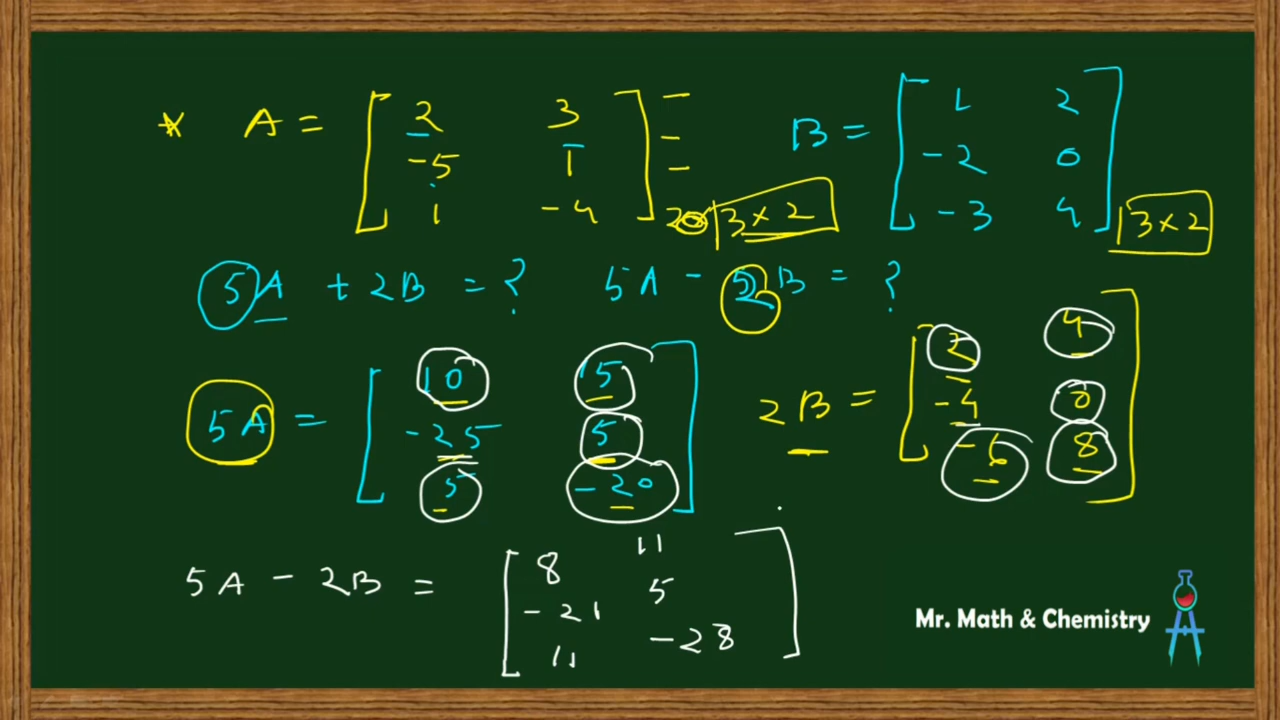 * A = [ 2 3 B = [ 1 2
-5 1 -2 0
1 -4 ] 3 × 2 -3 4 ] 3 × 2
5A + 2B = ? 5A - 2B = ?
5A = [ 10 15 2B = [ 2 4
-25 5 -4 0
5 -20 ] -6 8 ]
5A - 2B = [ 8 11
-21 5
11 -28 ]
Mr. Math & Chemistry